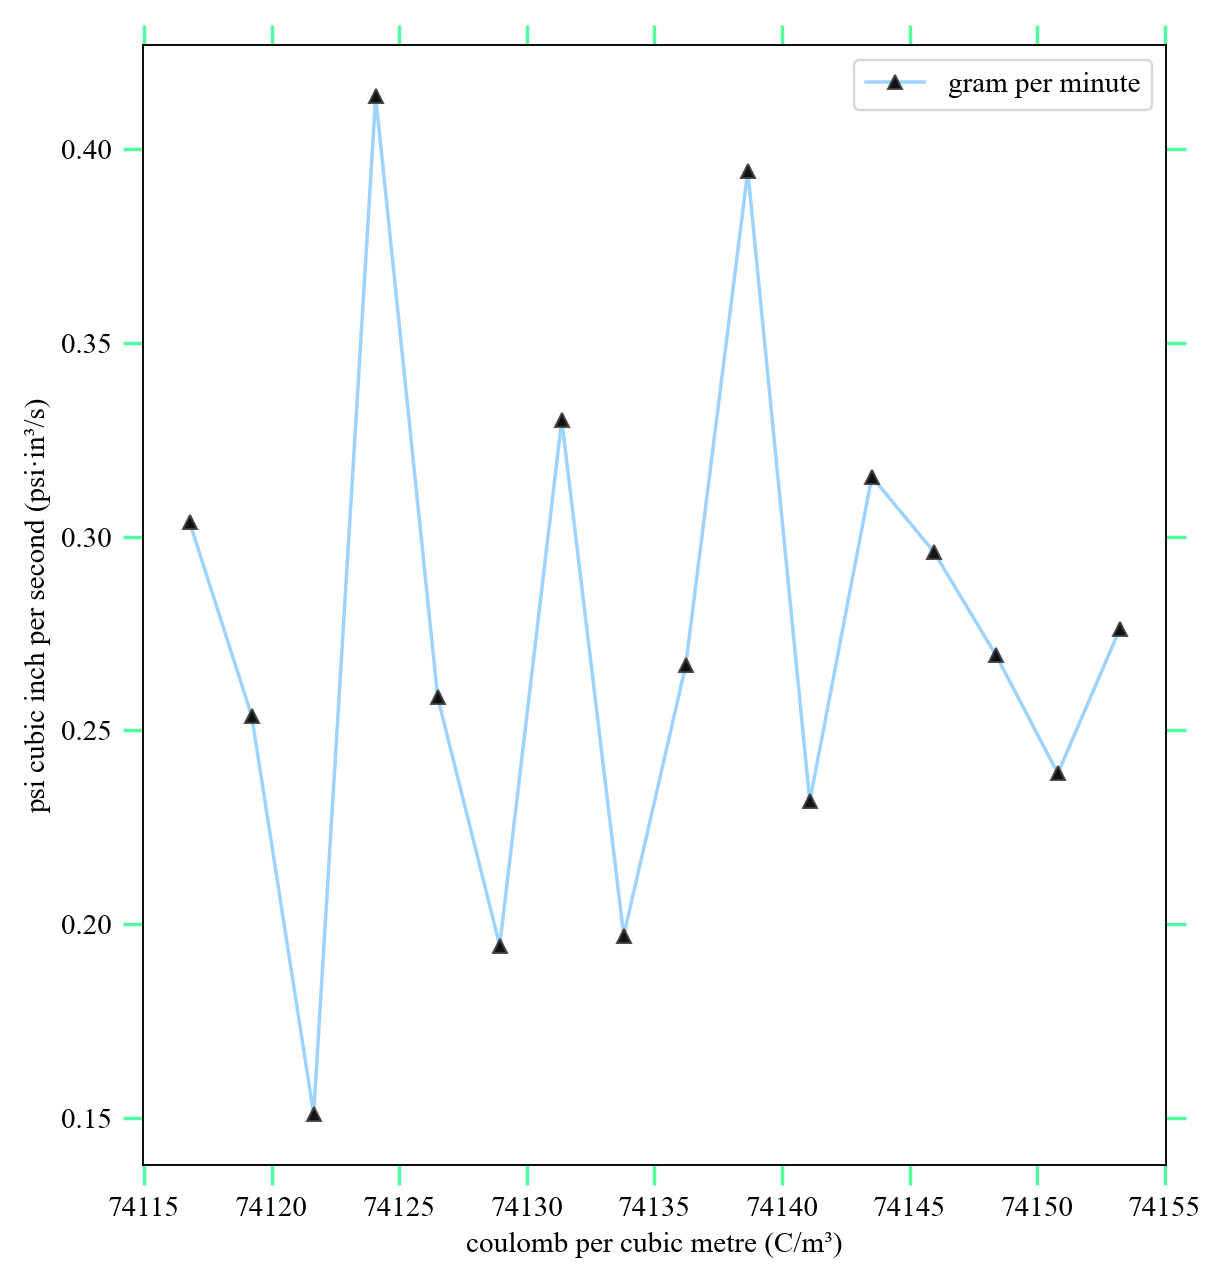 gram per minute
0.40
0.35
0.30
0.25
0.20
0.15
psi cubic inch per second (psi·in³/s)
74115 74120 74125 74130 74135 74140 74145 74150 74155
coulomb per cubic metre (C/m³)